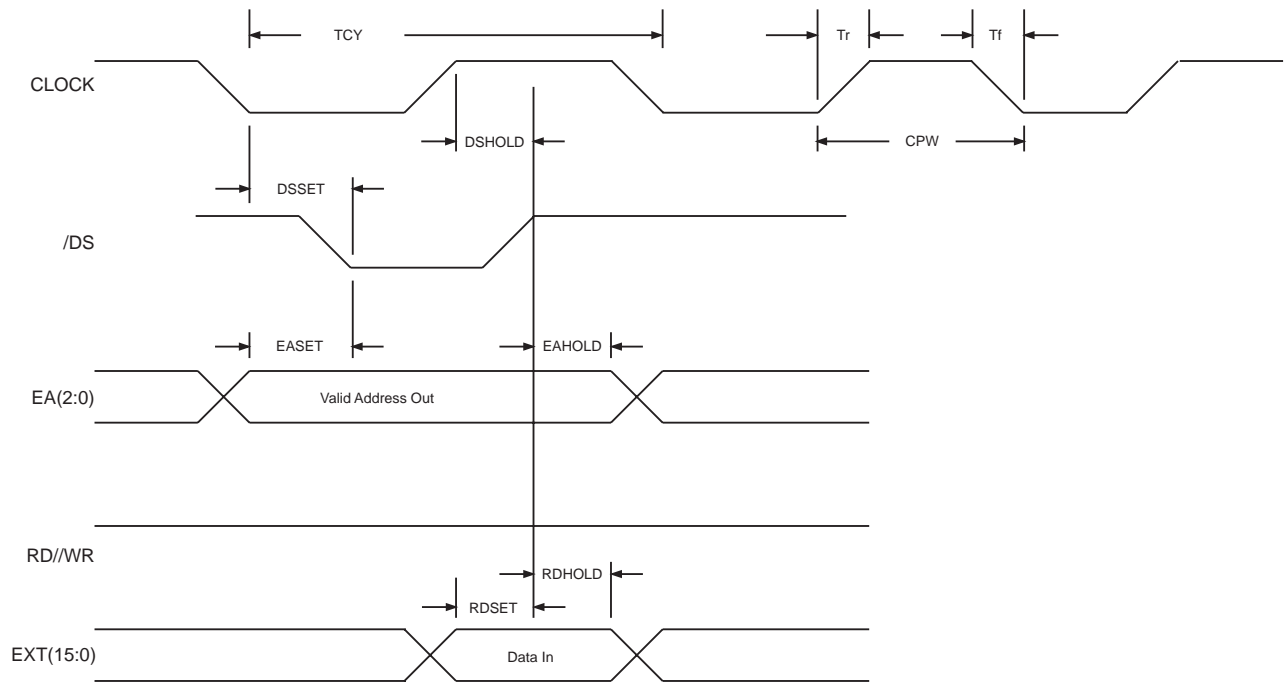 TCY
Tr
Tf
CLOCK
DSHOLD
CPW
DSSET
/DS
EASET
EAHOLD
EA(2:0)
Valid Address Out
RD//WR
RDHOLD
RDSET
EXT(15:0)
Data In